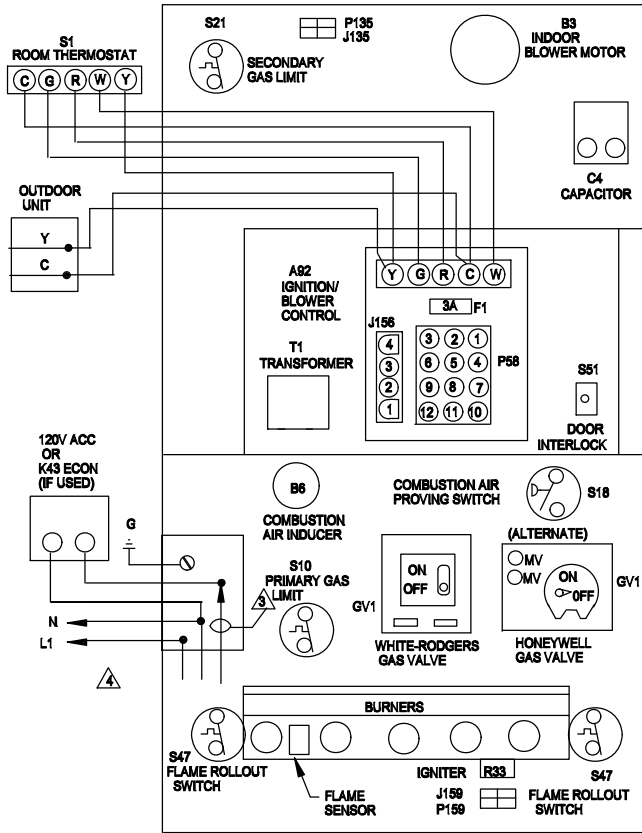 S1
ROOM THERMOSTAT
C G R W Y
S21
SECONDARY
GAS LIMIT
P135
J135
B3
INDOOR
BLOWER MOTOR
C4
CAPACITOR
OUTDOOR
UNIT
Y
C
A92
IGNITION/
BLOWER
CONTROL
Y G R C W
3A F1
J156
4
3
2
1
3 2 1
6 5 4
9 8 7
12 11 10
P58
T1
TRANSFORMER
S51
DOOR
INTERLOCK
120V ACC
OR
K43 ECON
(IF USED)
G
N
L1
4
3
B6
COMBUSTION
AIR INDUCER
S10
PRIMARY GAS
LIMIT
COMBUSTION AIR
PROVING SWITCH
S18
(ALTERNATE)
ON
OFF
GV1
WHITE-RODGERS
GAS VALVE
MV
MV
ON
OFF
GV1
HONEYWELL
GAS VALVE
BURNERS
S47
FLAME ROLLOUT
SWITCH
FLAME
SENSOR
IGNITER R33
J159
P159
S47
FLAME ROLLOUT
SWITCH